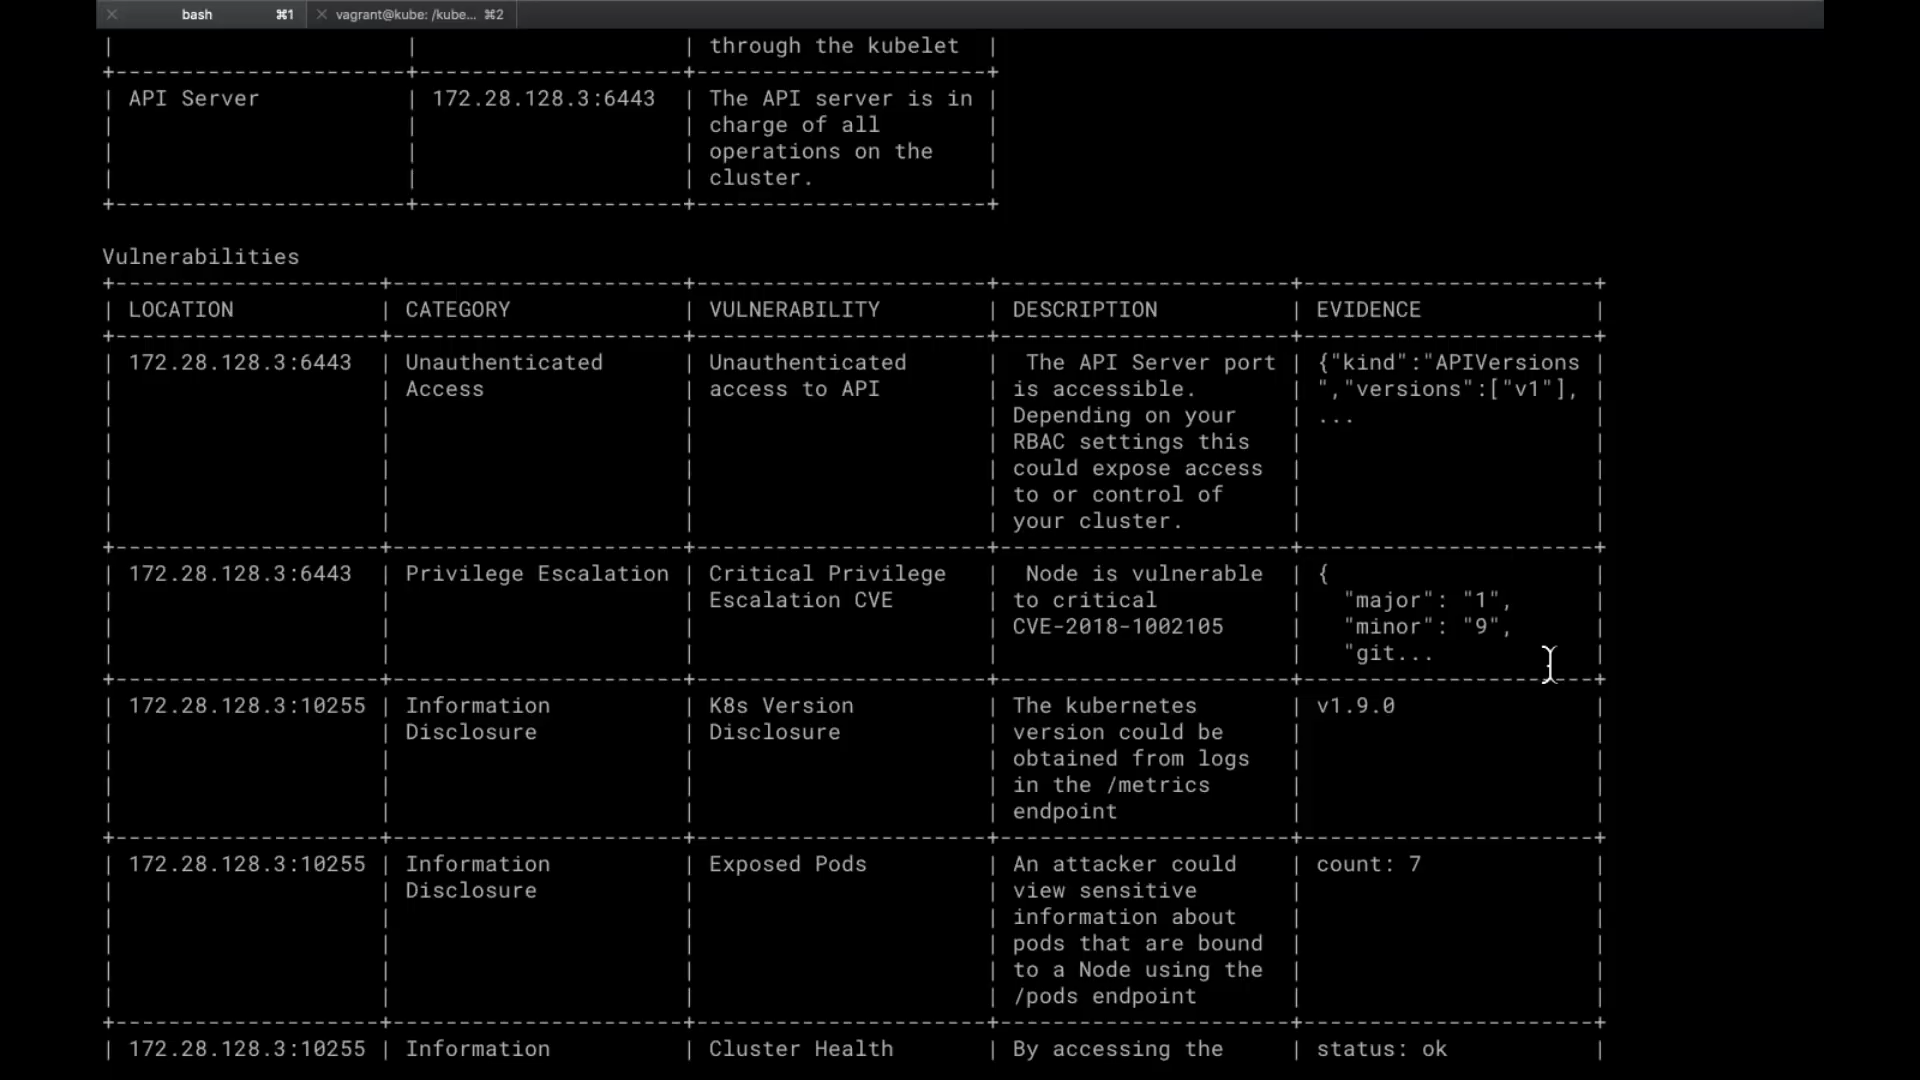 bash ⌘1 vagrant@kube: /kube... ⌘2
| | | through the kubelet |
+----------------------+--------------------+----------------------+
| API Server | 172.28.128.3:6443 | The API server is in |
| | | charge of all |
| | | operations on the |
| | | cluster. |
+----------------------+--------------------+----------------------+
Vulnerabilities
+--------------------+----------------------+----------------------+----------------------+----------------------+
| LOCATION | CATEGORY | VULNERABILITY | DESCRIPTION | EVIDENCE |
+--------------------+----------------------+----------------------+----------------------+----------------------+
| 172.28.128.3:6443 | Unauthenticated | Unauthenticated | The API Server port | {"kind":"APIVersions |
| | Access | access to API | is accessible. | ","versions":["v1"], |
| | | | Depending on your | ... |
| | | | RBAC settings this | |
| | | | could expose access | |
| | | | to or control of | |
| | | | your cluster. | |
+--------------------+----------------------+----------------------+----------------------+----------------------+
| 172.28.128.3:6443 | Privilege Escalation | Critical Privilege | Node is vulnerable | { |
| | | Escalation CVE | to critical | "major": "1", |
| | | | CVE-2018-1002105 | "minor": "9", |
| | | | | "git... |
+--------------------+----------------------+----------------------+----------------------+----------------------+
| 172.28.128.3:10255 | Information | K8s Version | The kubernetes | v1.9.0 |
| | Disclosure | Disclosure | version could be | |
| | | | obtained from logs | |
| | | | in the /metrics | |
| | | | endpoint | |
+--------------------+----------------------+----------------------+----------------------+----------------------+
| 172.28.128.3:10255 | Information | Exposed Pods | An attacker could | count: 7 |
| | Disclosure | | view sensitive | |
| | | | information about | |
| | | | pods that are bound | |
| | | | to a Node using the | |
| | | | /pods endpoint | |
+--------------------+----------------------+----------------------+----------------------+----------------------+
| 172.28.128.3:10255 | Information | Cluster Health | By accessing the | status: ok |